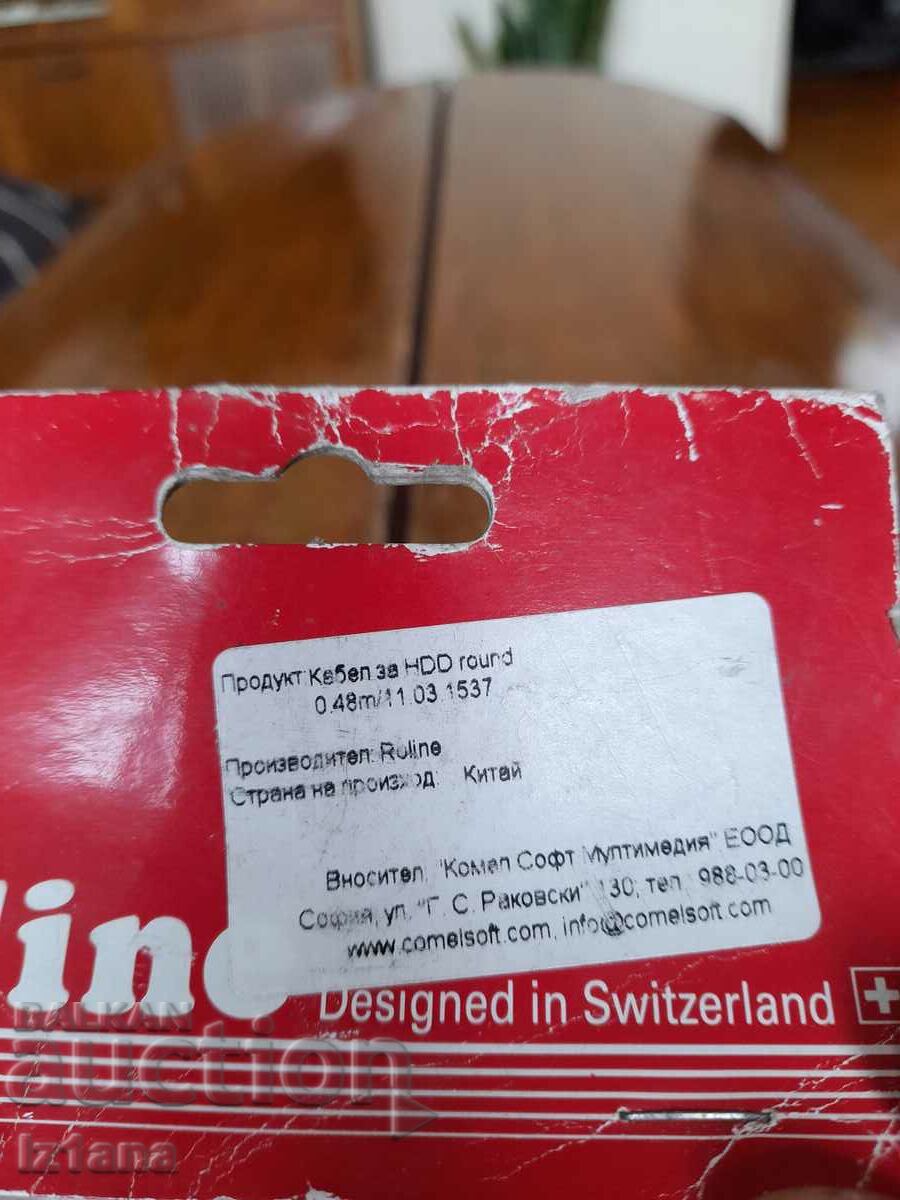 Продукт:Кабел за HDD round
0.48m/11.03.1537
Производител: Roline
Страна на произход: Китай
Вносител: "Комел Софт Мултимедия" ЕООД
София, ул. "Г. С. Раковски" 130; тел.: 988-03-00
www.comelsoft.com, info@comelsoft.com
line
Designed in Switzerland
BALKAN
auction
iz1ana